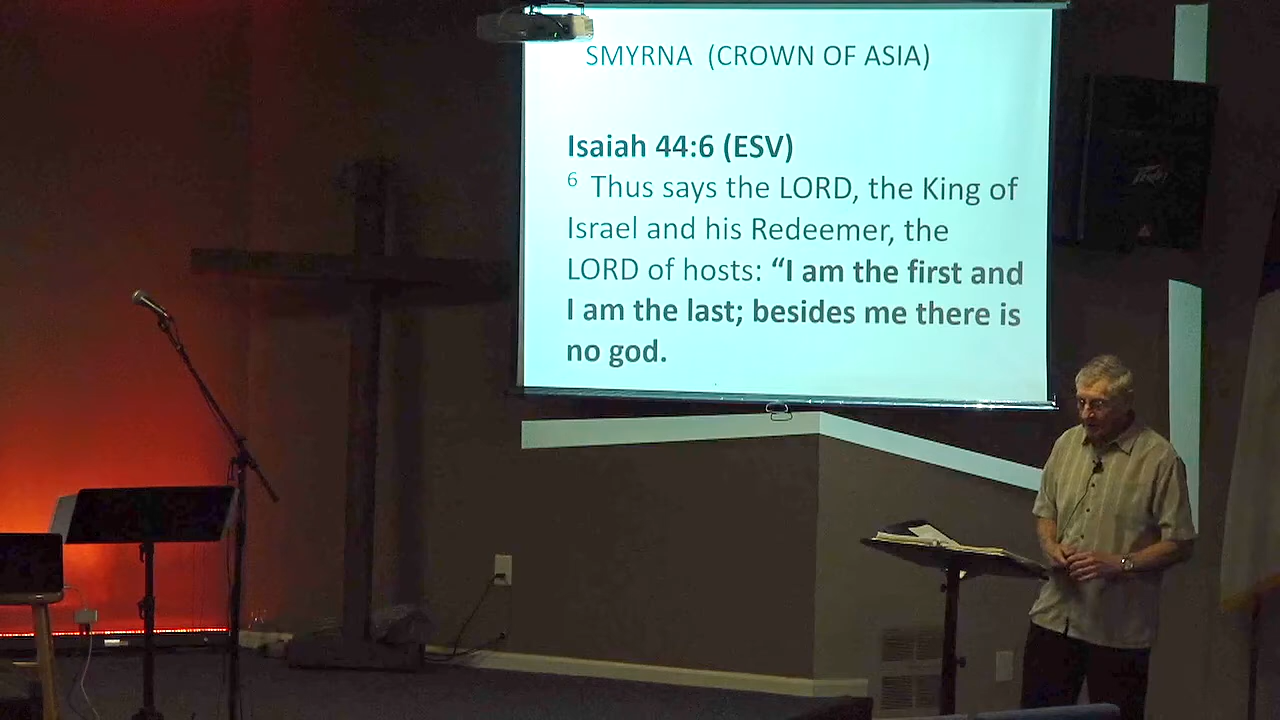 SMYRNA (CROWN OF ASIA)
Isaiah 44:6 (ESV)
6 Thus says the LORD, the King of
Israel and his Redeemer, the
LORD of hosts: “I am the first and
I am the last; besides me there is
no god.